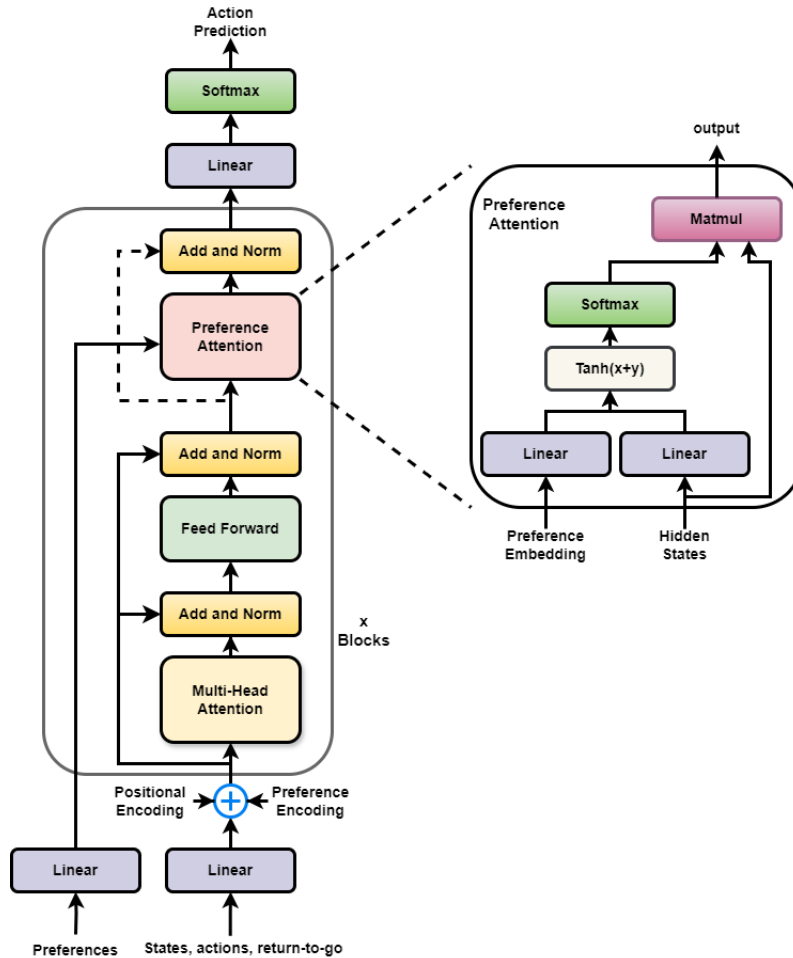 Action
Prediction
Softmax
Linear
Add and Norm
Preference
Attention
Add and Norm
Feed Forward
Add and Norm
Multi-Head
Attention
x
Blocks
Positional
Encoding
Preference
Encoding
Linear
Linear
Preferences
States, actions, return-to-go
output
Preference
Attention
Matmul
Softmax
Tanh(x+y)
Linear
Linear
Preference
Embedding
Hidden
States